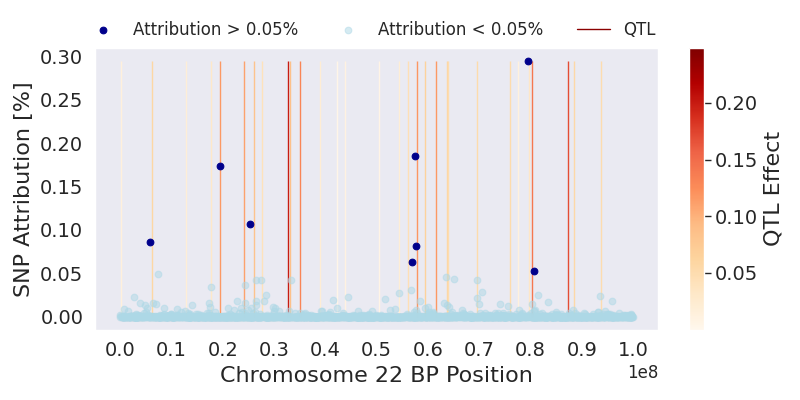 Attribution > 0.05% Attribution < 0.05% QTL
0.30
0.25
0.20
0.15
0.10
0.05
0.00
SNP Attribution [%]
0.0 0.1 0.2 0.3 0.4 0.5 0.6 0.7 0.8 0.9 1.0
1e8
Chromosome 22 BP Position
0.20
0.15
0.10
0.05
QTL Effect